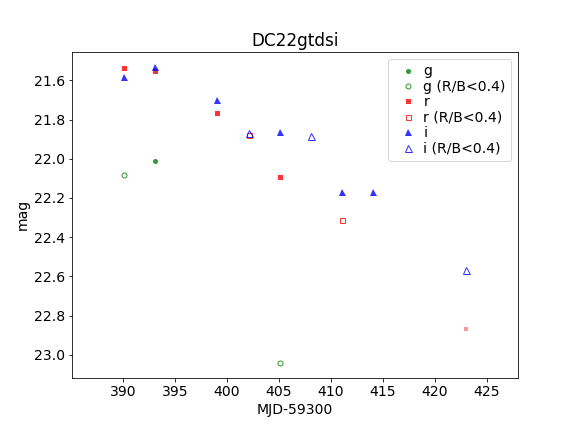 DC22gtdsi
g
g (R/B<0.4)
r
r (R/B<0.4)
i
i (R/B<0.4)
21.6
21.8
22.0
22.2
22.4
22.6
22.8
23.0
mag
390 395 400 405 410 415 420 425
MJD-59300